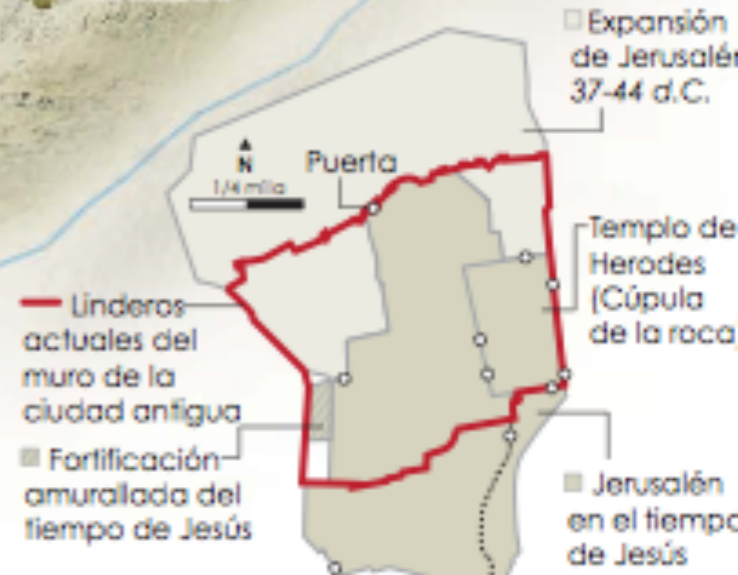 Expansión
de Jerusalén
37-44 d.C.
N
1/4 milla
Puerta
Templo de
Herodes
(Cúpula
de la roca
Linderos
actuales del
muro de la
ciudad antigua
Fortificación
amurallada del
tiempo de Jesús
Jerusalén
en el tiempo
de Jesús